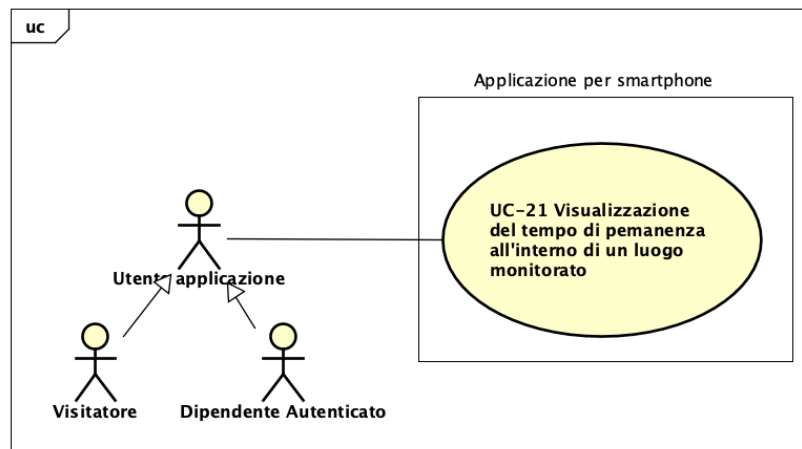 uc
Applicazione per smartphone
UC-21 Visualizzazione
del tempo di pemanenza
all'interno di un luogo
monitorato
Utente applicazione
Visitatore
Dipendente Autenticato